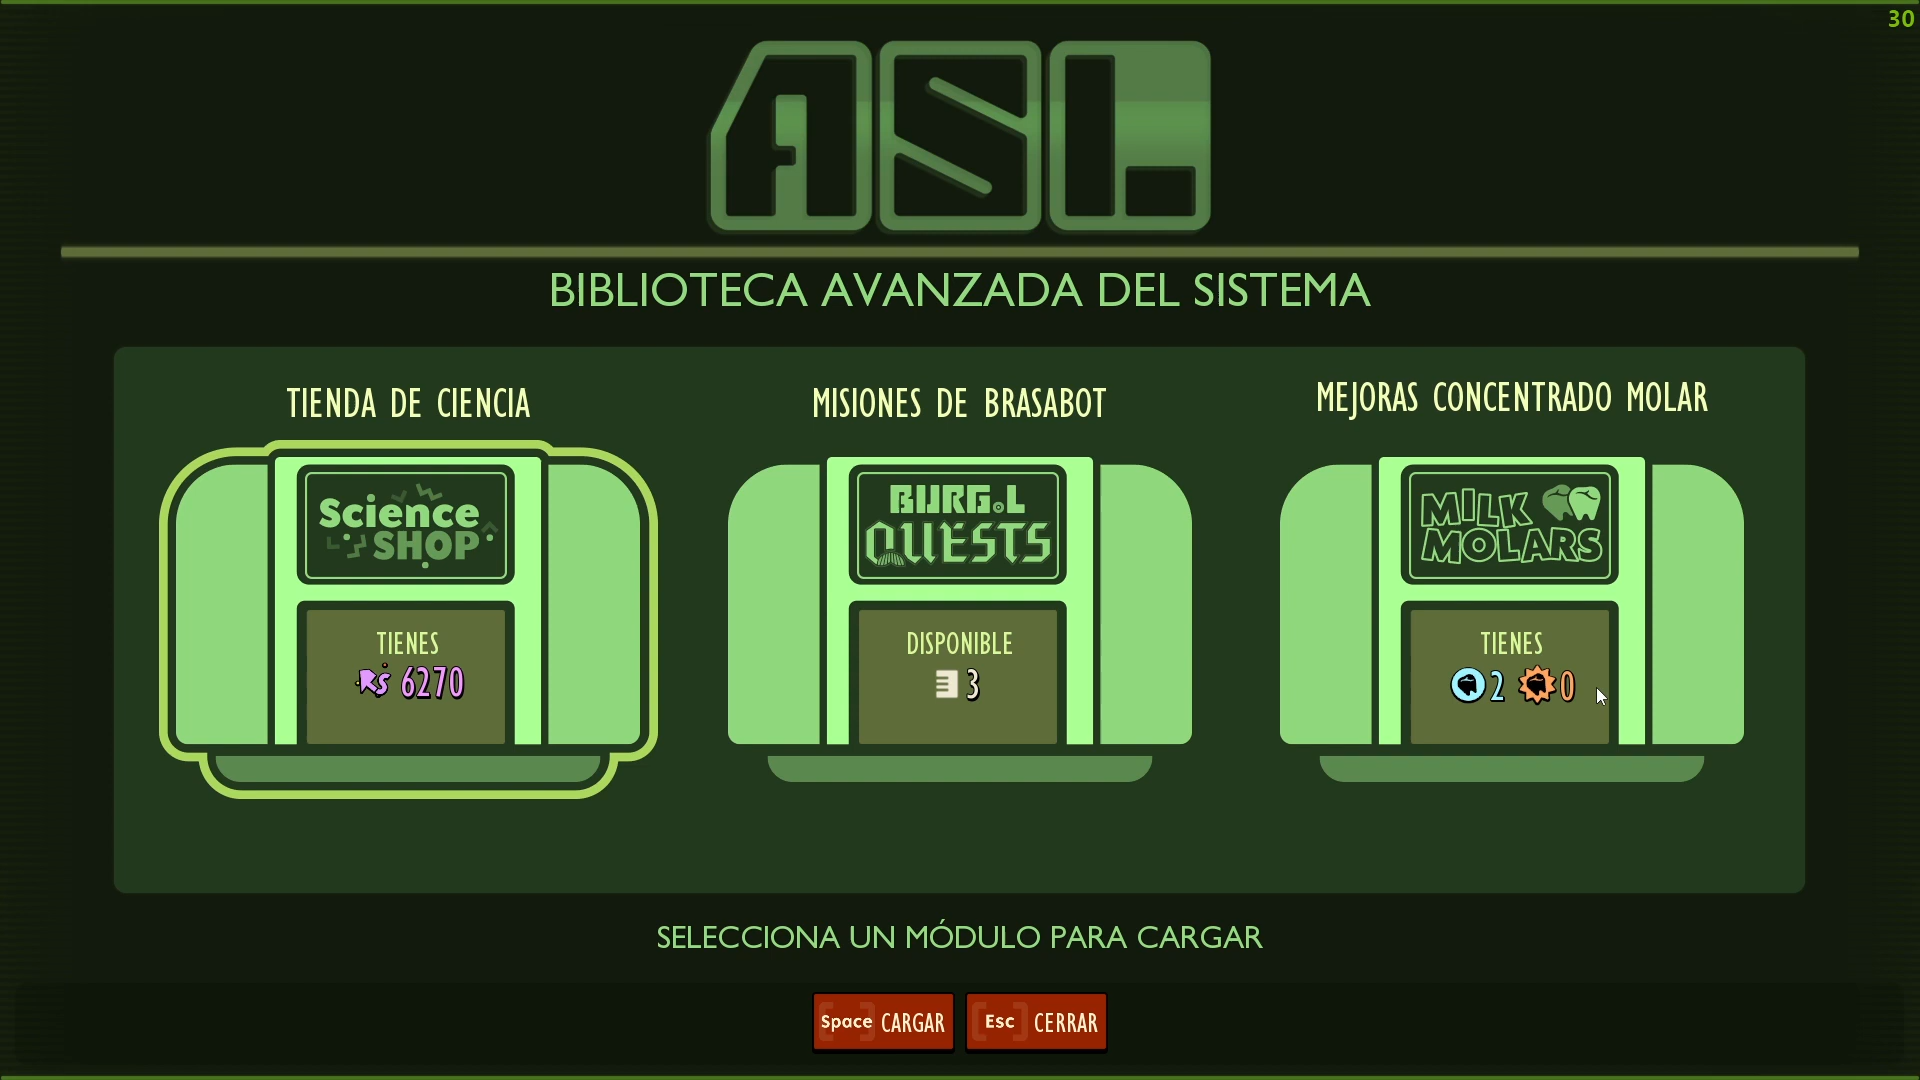 30
ASL
BIBLIOTECA AVANZADA DEL SISTEMA
TIENDA DE CIENCIA
MISIONES DE BRASABOT
MEJORAS CONCENTRADO MOLAR
Science
SHOP
BURG.L
QUESTS
MILK
MOLARS
TIENES
RS 6270
DISPONIBLE
3
TIENES
2 0
SELECCIONA UN MÓDULO PARA CARGAR
Space CARGAR
Esc CERRAR